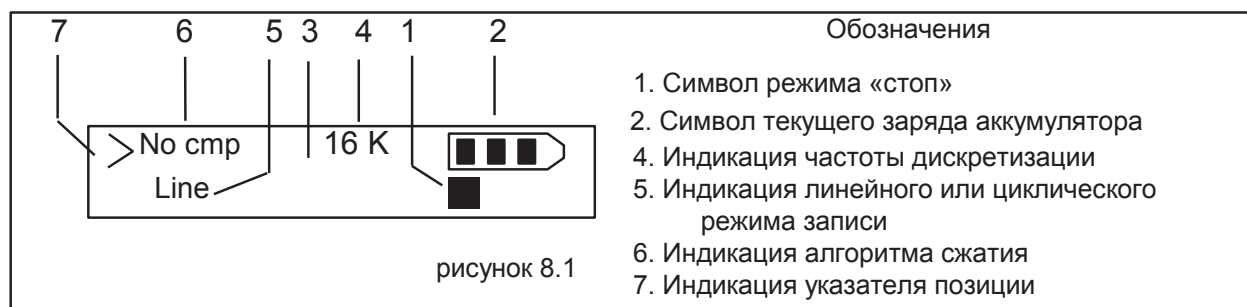 7 6 5 3 4 1 2
No cmp 16 K
Line
рисунок 8.1
Обозначения
1. Символ режима «стоп»
2. Символ текущего заряда аккумулятора
4. Индикация частоты дискретизации
5. Индикация линейного или циклического
режима записи
6. Индикация алгоритма сжатия
7. Индикация указателя позиции